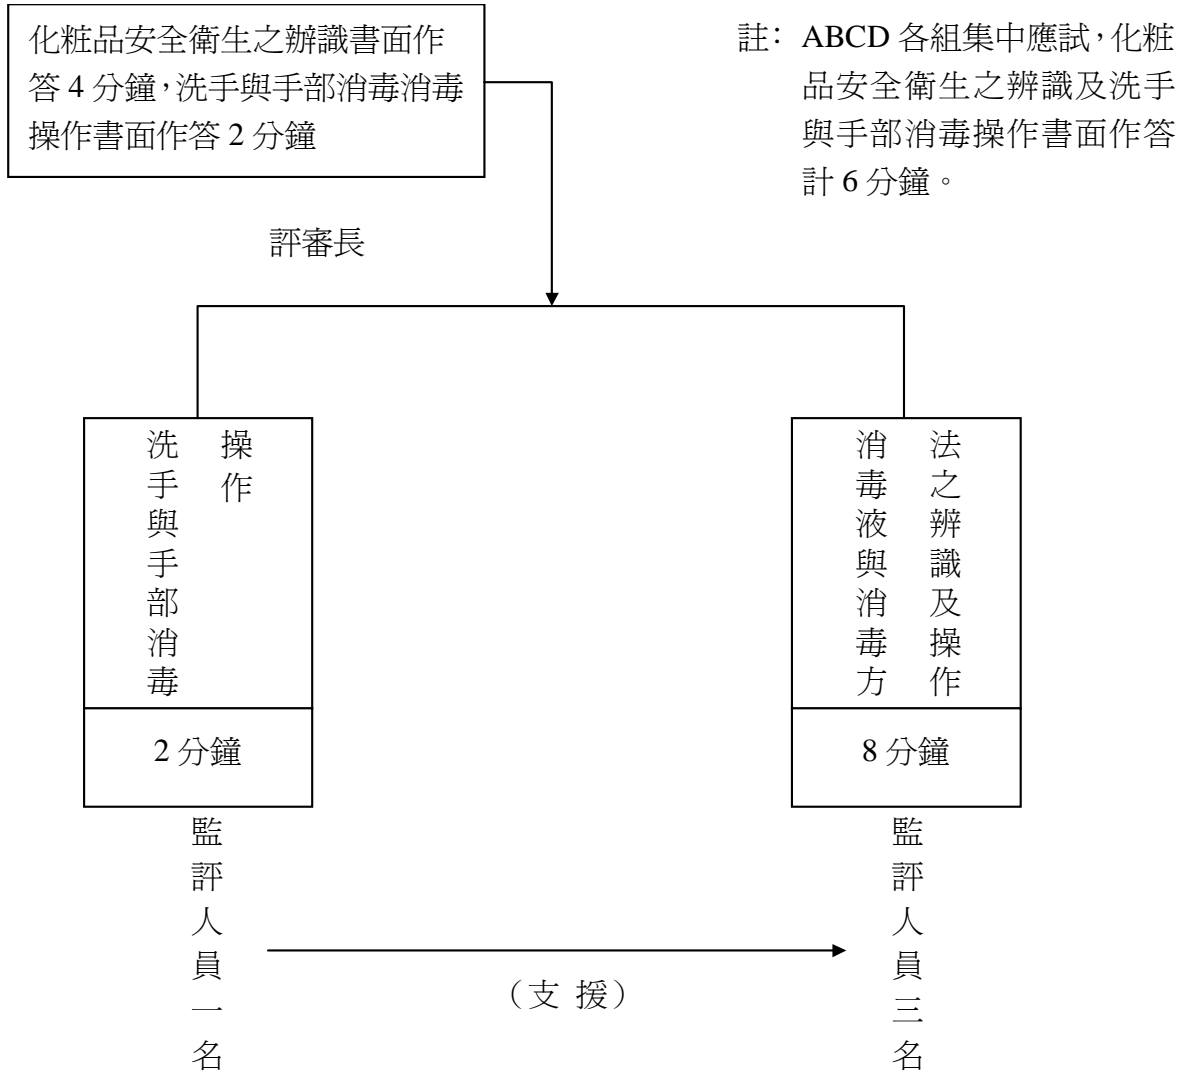 化粧品安全衛生之辦識書面作
答 4 分鐘，洗手與手部消毒消毒
操作書面作答 2 分鐘
註： ABCD 各組集中應試，化粧
品安全衛生之辨識及洗手
與手部消毒操作書面作答
計 6 分鐘。
評審長
洗手與手部消毒
操作
2 分鐘
監評人員一名
消毒液與消毒方
法之辨識及操作
8 分鐘
監評人員三名
（支 援）